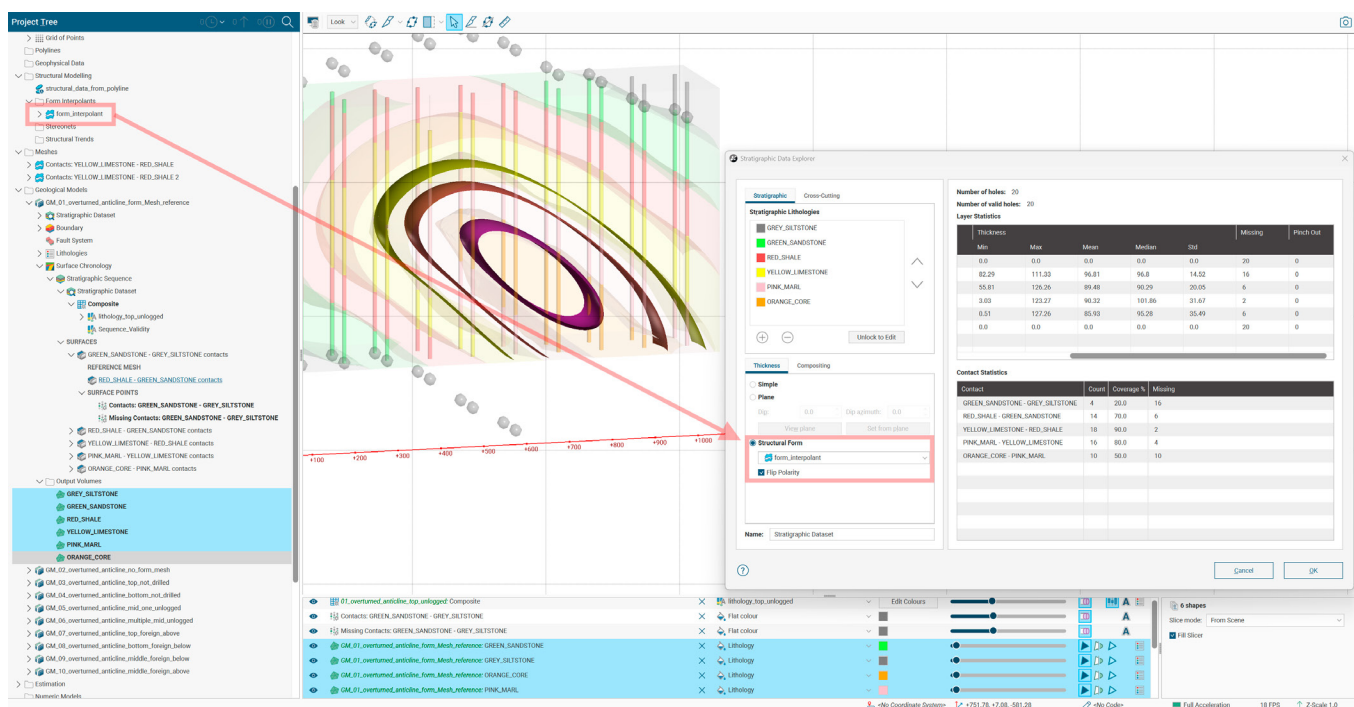 Project Tree
0
0
0
Look
Grid of Points
Polylines
Geophysical Data
Structural Modelling
structural_data_from_polyline
Form Interpolants
form_interpolant
Stereonets
Structural Trends
Meshes
Contacts: YELLOW_LIMESTONE - RED_SHALE
Contacts: YELLOW_LIMESTONE - RED_SHALE 2
Geological Models
GM_01_overturned_anticline_form_Mesh_reference
Stratigraphic Dataset
Boundary
Fault System
Lithologies
Surface Chronology
Stratigraphic Sequence
Stratigraphic Dataset
Composite
lithology_top_unlogged
Sequence_Validity
SURFACES
GREEN_SANDSTONE - GREY_SILTSTONE contacts
REFERENCE MESH
RED_SHALE - GREEN_SANDSTONE contacts
SURFACE POINTS
Contacts: GREEN_SANDSTONE - GREY_SILTSTONE
Missing Contacts: GREEN_SANDSTONE - GREY_SILTSTONE
RED_SHALE - GREEN_SANDSTONE contacts
YELLOW_LIMESTONE - RED_SHALE contacts
PINK_MARL - YELLOW_LIMESTONE contacts
ORANGE_CORE - PINK_MARL contacts
Output Volumes
GREY_SILTSTONE
GREEN_SANDSTONE
RED_SHALE
YELLOW_LIMESTONE
PINK_MARL
ORANGE_CORE
GM_02_overturned_anticline_no_form_mesh
GM_03_overturned_anticline_top_not_drilled
GM_04_overturned_anticline_bottom_not_drilled
GM_05_overturned_anticline_mid_one_unlogged
GM_06_overturned_anticline_multiple_mid_unlogged
GM_07_overturned_anticline_top_foreign_above
GM_08_overturned_anticline_bottom_foreign_below
GM_09_overturned_anticline_middle_foreign_below
GM_10_overturned_anticline_middle_foreign_above
Estimation
Numeric Models
+100 +200 +300 +400 +500 +600 +700 +800 +900 +1000
Stratigraphic Data Explorer
Stratigraphic Cross-Cutting
Stratigraphic Lithologies
GREY_SILTSTONE
GREEN_SANDSTONE
RED_SHALE
YELLOW_LIMESTONE
PINK_MARL
ORANGE_CORE
Unlock to Edit
Thickness Compositing
Simple
Plane
Dip: 0.0 Dip azimuth: 0.0
View plane Set from plane
Structural Form
form_interpolant
Flip Polarity
Name: Stratigraphic Dataset
Number of holes: 20
Number of valid holes: 20
Layer Statistics
Thickness Missing Pinch Out
Min Max Mean Median Std
0.0 0.0 0.0 0.0 0.0 20 0
82.29 111.33 96.81 96.8 14.52 16 0
55.81 126.26 89.48 90.29 20.05 6 0
3.03 123.27 90.32 101.86 31.67 2 0
0.51 127.26 85.93 95.28 35.49 6 0
0.0 0.0 0.0 0.0 0.0 20 0
Contact Statistics
Contact Count Coverage % Missing
GREEN_SANDSTONE - GREY_SILTSTONE 4 20.0 16
RED_SHALE - GREEN_SANDSTONE 14 70.0 6
YELLOW_LIMESTONE - RED_SHALE 18 90.0 2
PINK_MARL - YELLOW_LIMESTONE 16 80.0 4
ORANGE_CORE - PINK_MARL 10 50.0 10
Cancel OK
01_overturned_anticline_top_unlogged: Composite lithology_top_unlogged Edit Colours
Contacts: GREEN_SANDSTONE - GREY_SILTSTONE Flat colour
Missing Contacts: GREEN_SANDSTONE - GREY_SILTSTONE Flat colour
GM_01_overturned_anticline_form_Mesh_reference: GREEN_SANDSTONE Lithology
GM_01_overturned_anticline_form_Mesh_reference: GREY_SILTSTONE Lithology
GM_01_overturned_anticline_form_Mesh_reference: ORANGE_CORE Lithology
GM_01_overturned_anticline_form_Mesh_reference: PINK_MARL Lithology
6 shapes
Slice mode: From Scene
Fill Slicer
<No Coordinate System> +751.78, +7.08, -581.28 <No Code> Full Acceleration 18 FPS Z-Scale 1.0